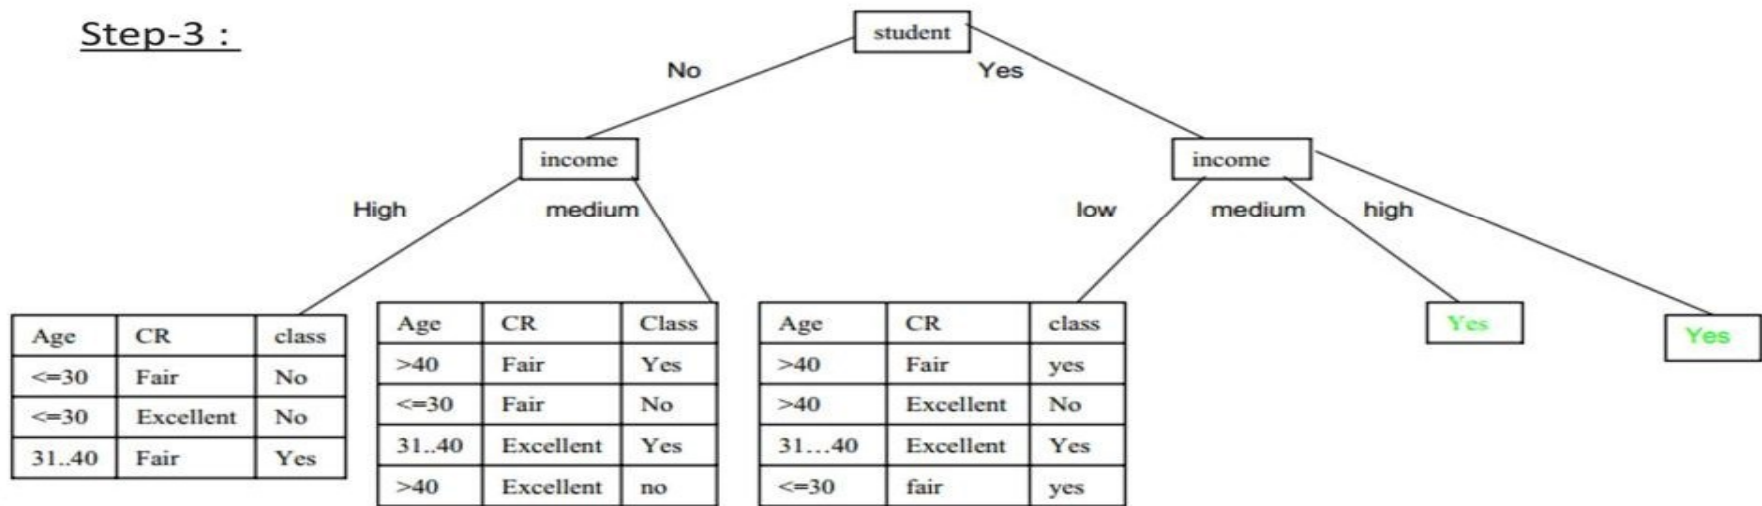 Step-3 :
student
No
Yes
income
income
High
medium
low
medium
high
Age CR class
<=30 Fair No
<=30 Excellent No
31..40 Fair Yes
Age CR Class
>40 Fair Yes
<=30 Fair No
31..40 Excellent Yes
>40 Excellent no
Age CR class
>40 Fair yes
>40 Excellent No
31...40 Excellent Yes
<=30 fair yes
Yes
Yes